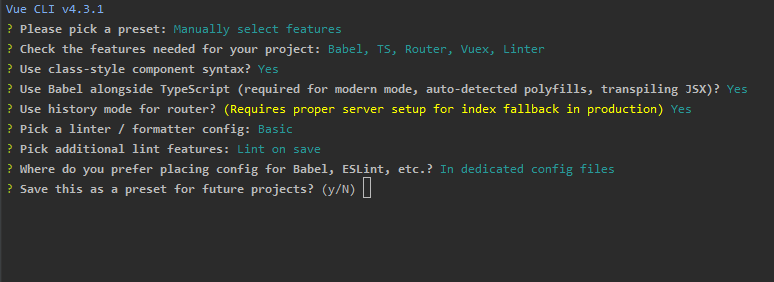 Vue CLI v4.3.1
? Please pick a preset: Manually select features
? Check the features needed for your project: Babel, TS, Router, Vuex, Linter
? Use class-style component syntax? Yes
? Use Babel alongside TypeScript (required for modern mode, auto-detected polyfills, transpiling JSX)? Yes
? Use history mode for router? (Requires proper server setup for index fallback in production) Yes
? Pick a linter / formatter config: Basic
? Pick additional lint features: Lint on save
? Where do you prefer placing config for Babel, ESLint, etc.? In dedicated config files
? Save this as a preset for future projects? (y/N)